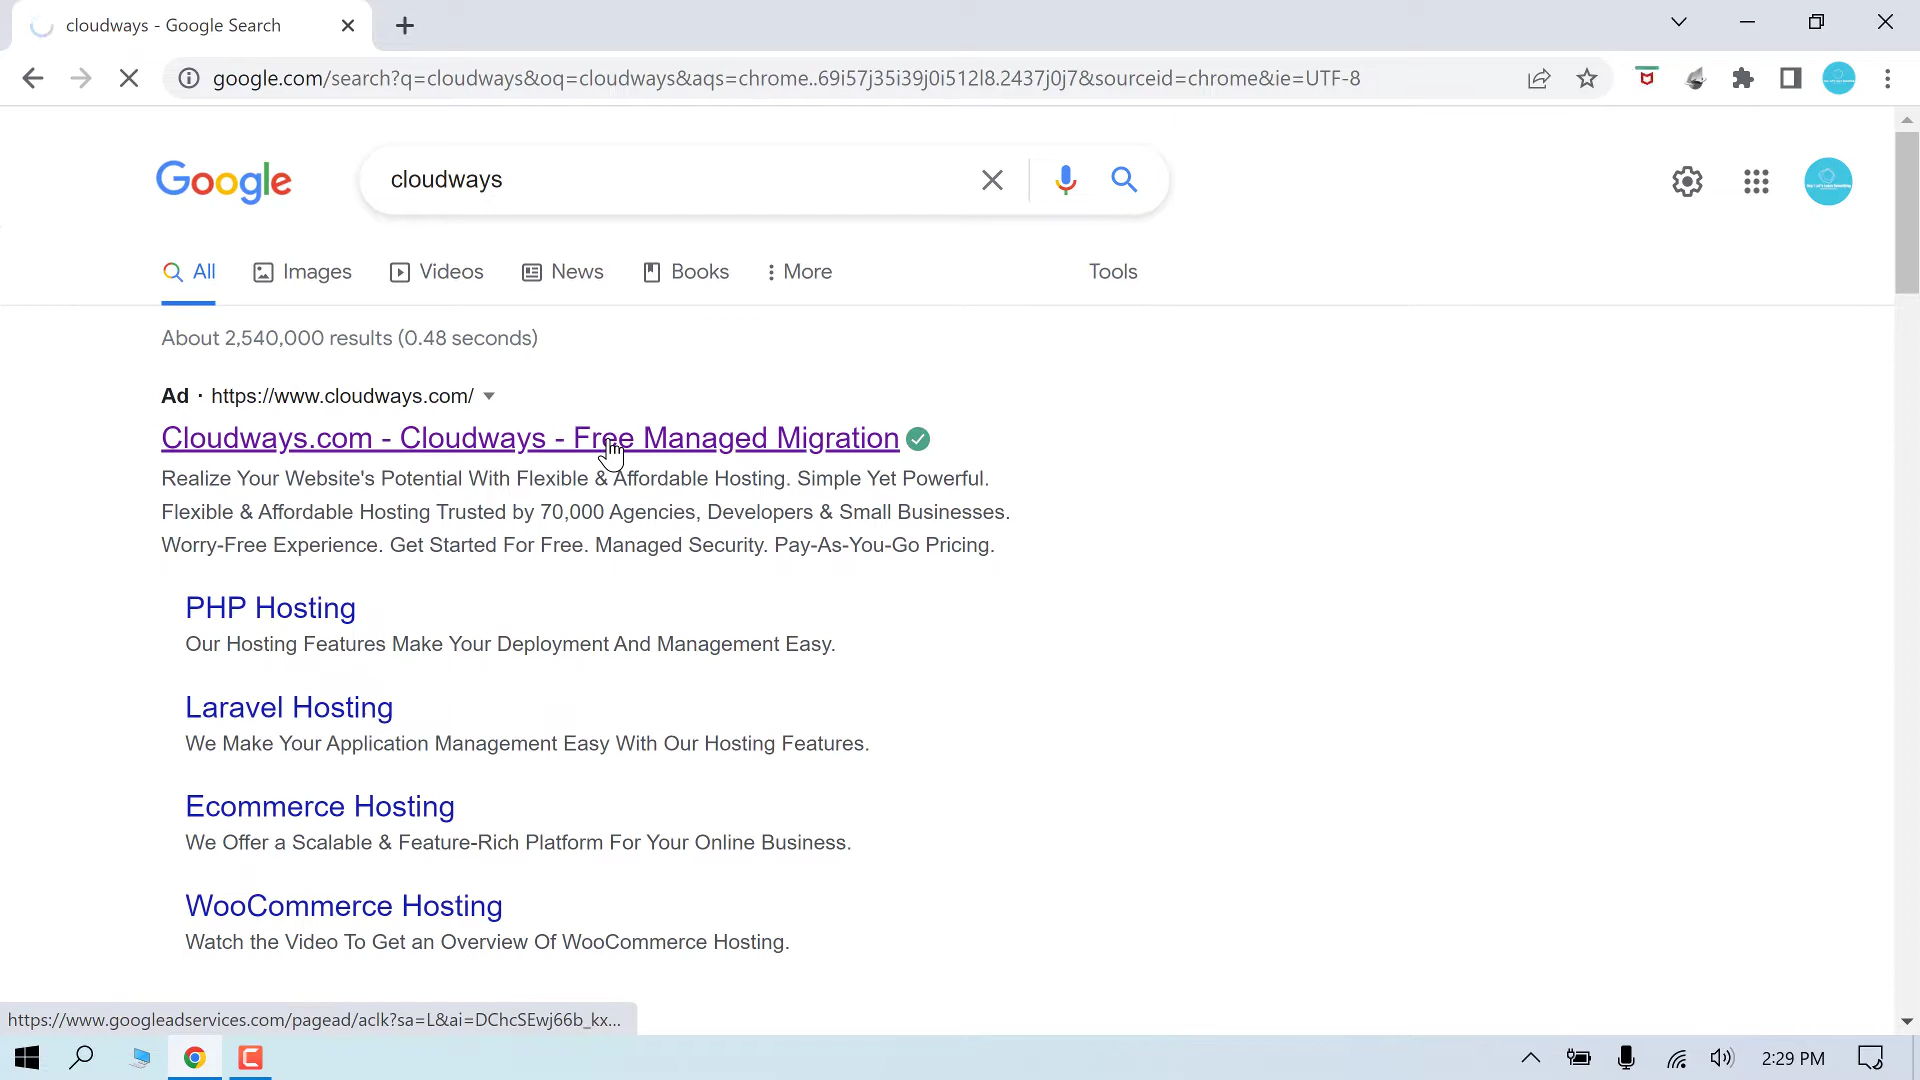 cloudways - Google Search
google.com/search?q=cloudways&oq=cloudways&aqs=chrome..69i57j35i39j0i512l8.2437j0j7&sourceid=chrome&ie=UTF-8
Google
cloudways
All Images Videos News Books More Tools
About 2,540,000 results (0.48 seconds)
Ad · https://www.cloudways.com/
Cloudways.com - Cloudways - Free Managed Migration
Realize Your Website's Potential With Flexible & Affordable Hosting. Simple Yet Powerful.
Flexible & Affordable Hosting Trusted by 70,000 Agencies, Developers & Small Businesses.
Worry-Free Experience. Get Started For Free. Managed Security. Pay-As-You-Go Pricing.
PHP Hosting
Our Hosting Features Make Your Deployment And Management Easy.
Laravel Hosting
We Make Your Application Management Easy With Our Hosting Features.
Ecommerce Hosting
We Offer a Scalable & Feature-Rich Platform For Your Online Business.
WooCommerce Hosting
Watch the Video To Get an Overview Of WooCommerce Hosting.
https://www.googleadservices.com/pagead/aclk?sa=L&ai=DChcSEwj66b_kx...
2:29 PM